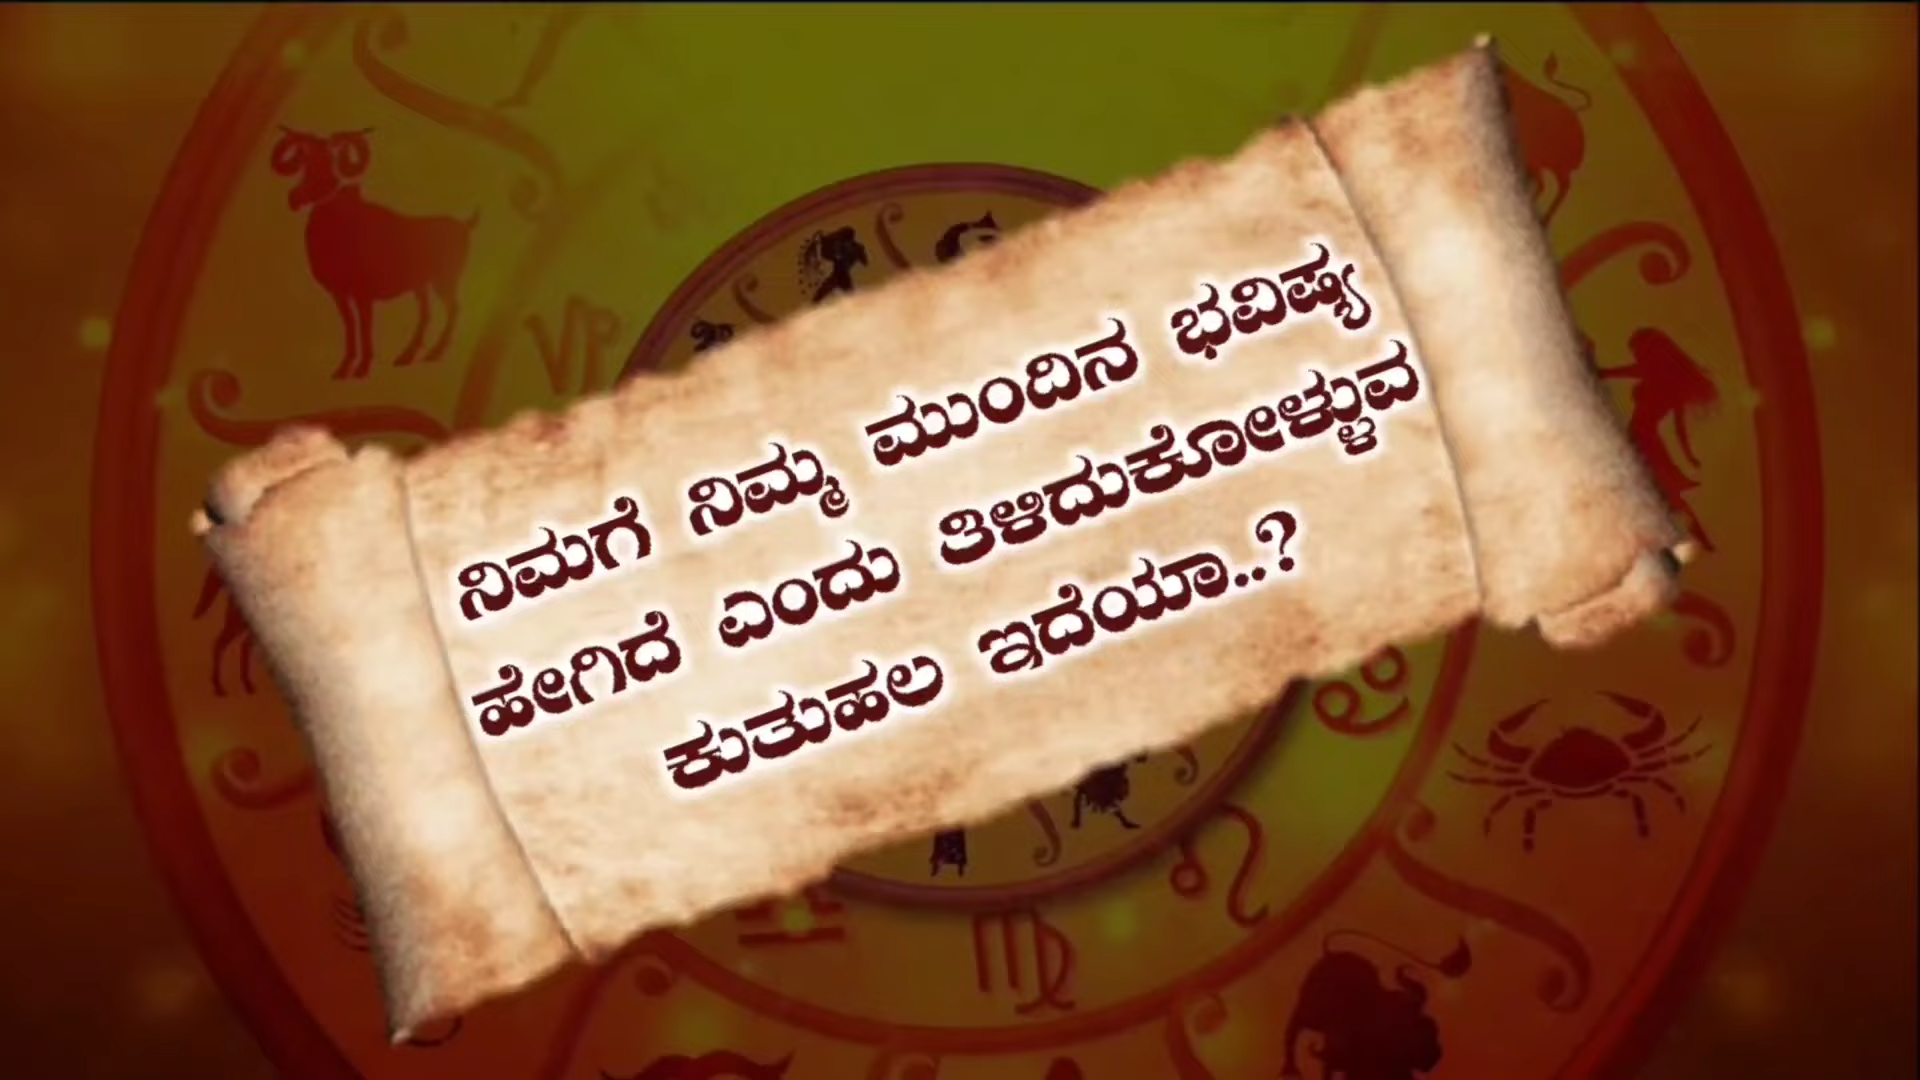 ನಿಮಗೆ ನಿಮ್ಮ ಮುಂದಿನ ಭವಿಷ್ಯ
ಹೇಗಿದೆ ಎಂದು ತಿಳಿದುಕೋಳ್ಳುವ
ಕುತುಹಲ ಇದೆಯಾ..?